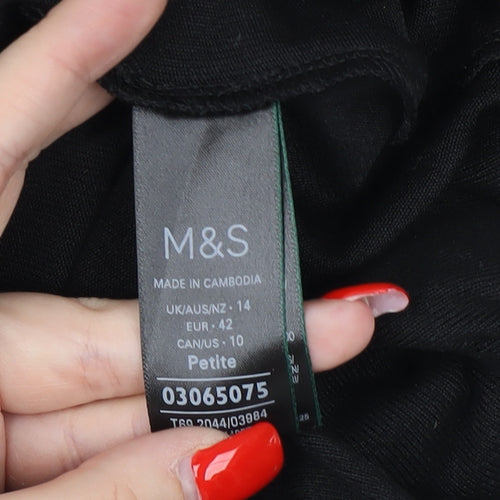 M&S
MADE IN CAMBODIA
UK/AUS/NZ · 14
EUR · 42
CAN/US · 10
Petite
03065075
T69 2044/03984